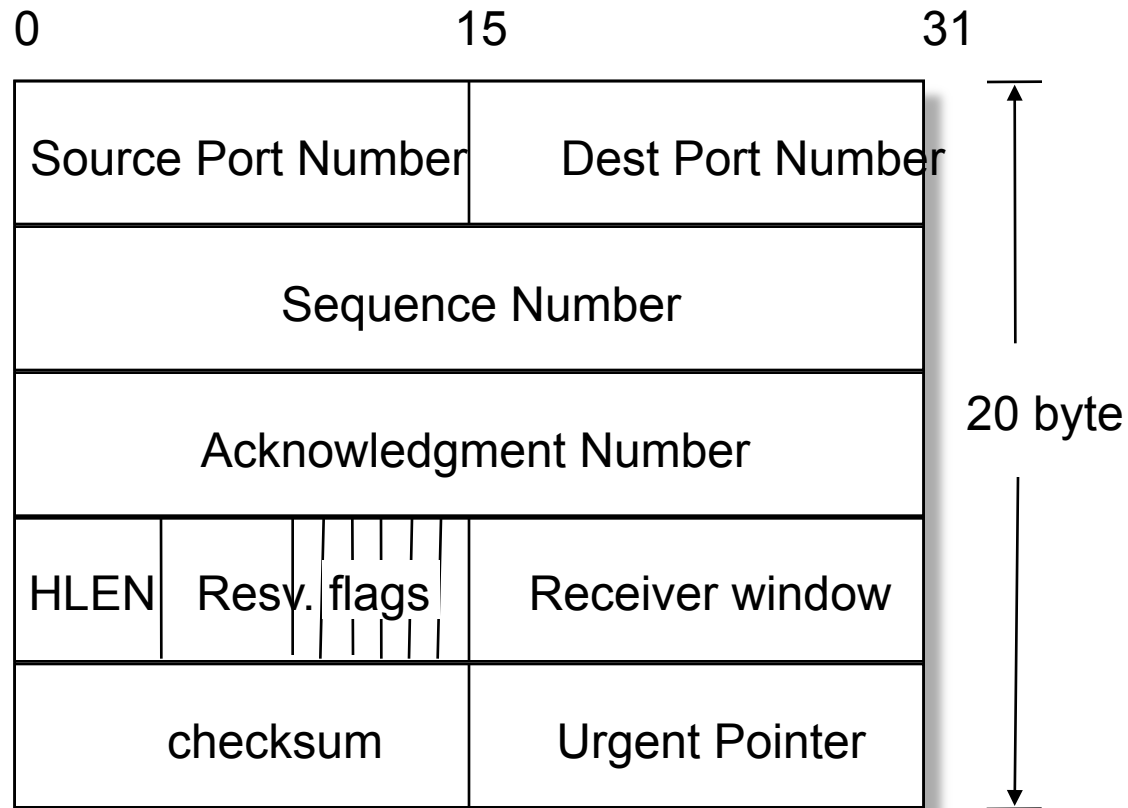 0 15 31
Source Port Number Dest Port Number
Sequence Number
Acknowledgment Number
20 byte
HLEN Resv. flags Receiver window
checksum Urgent Pointer